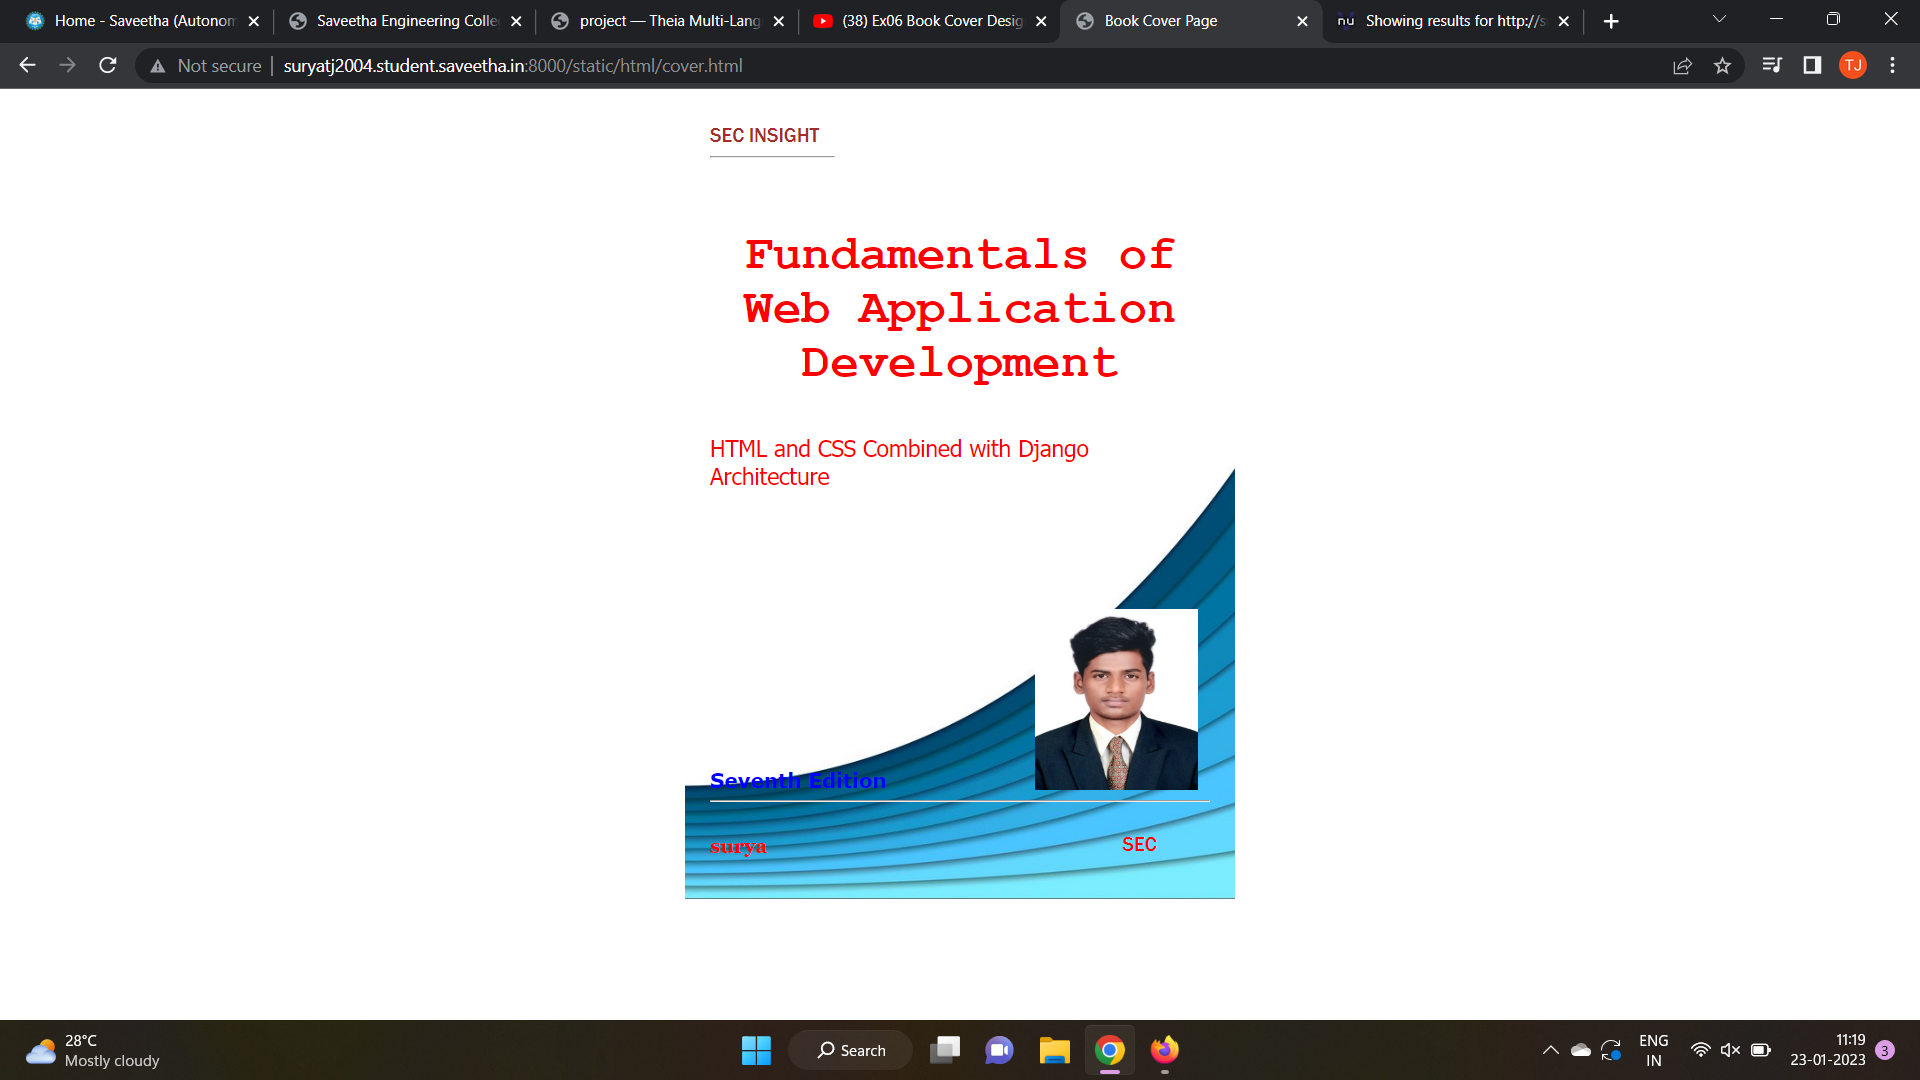 Home - Saveetha (Autonom
Saveetha Engineering Colle
project — Theia Multi-Lang
(38) Ex06 Book Cover Desig
Book Cover Page
nu
Showing results for http://s
Not secure
suryatj2004.student.saveetha.in:8000/static/html/cover.html
TJ
SEC INSIGHT
Fundamentals of
Web Application
Development
HTML and CSS Combined with Django
Architecture
Seventh Edition
surya
SEC
28°C
Mostly cloudy
Search
ENG
IN
11:19
23-01-2023
3